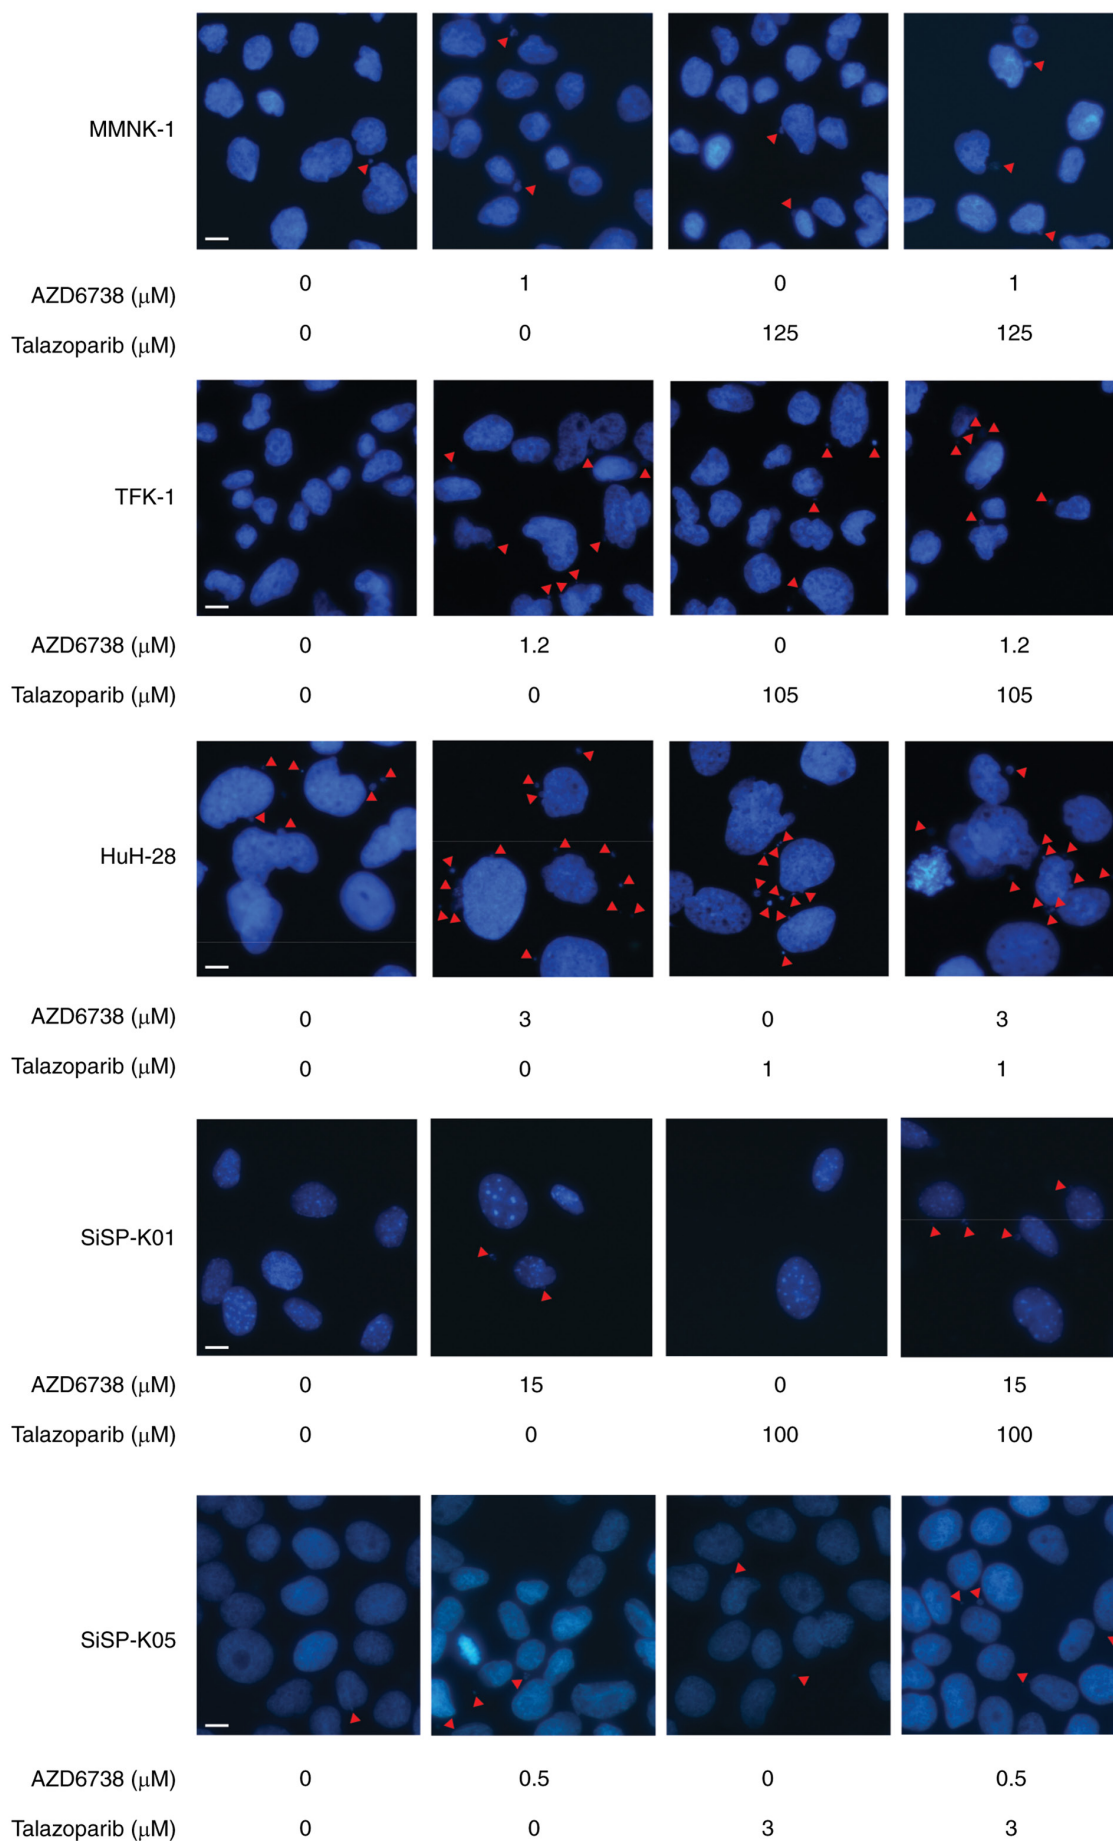 MMNK-1
AZD6738 (μM) 0 1 0 1
Talazoparib (μM) 0 0 125 125
TFK-1
AZD6738 (μM) 0 1.2 0 1.2
Talazoparib (μM) 0 0 105 105
HuH-28
AZD6738 (μM) 0 3 0 3
Talazoparib (μM) 0 0 1 1
SiSP-K01
AZD6738 (μM) 0 15 0 15
Talazoparib (μM) 0 0 100 100
SiSP-K05
AZD6738 (μM) 0 0.5 0 0.5
Talazoparib (μM) 0 0 3 3